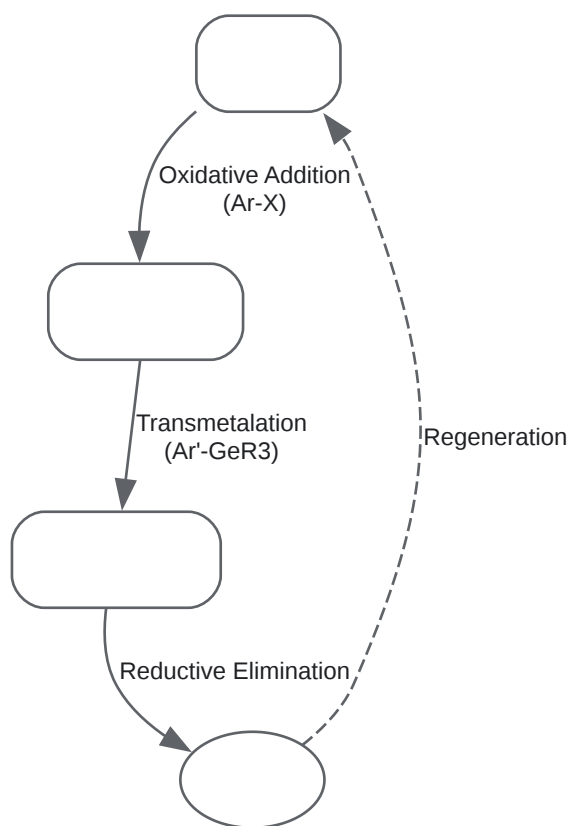 Oxidative Addition
(Ar-X)
Transmetalation
(Ar'-GeR3)
Regeneration
Reductive Elimination